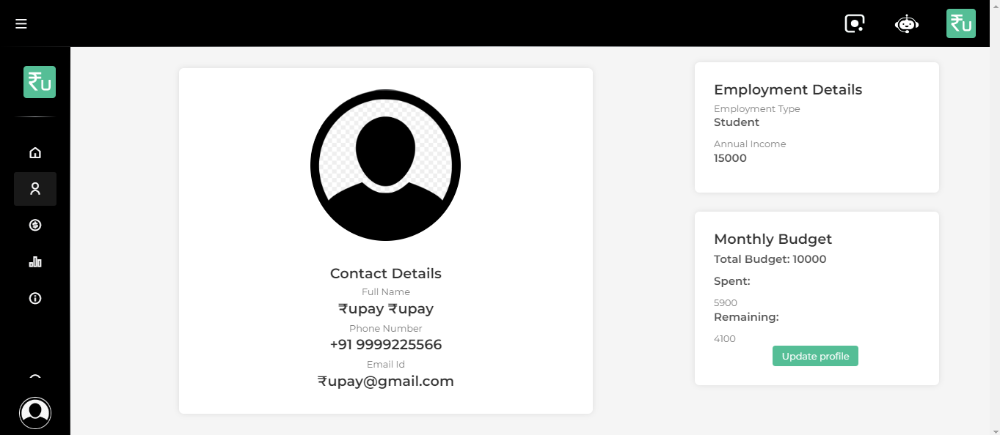 ₹u
₹u
Contact Details
Full Name
₹upay ₹upay
Phone Number
+91 9999225566
Email Id
₹upay@gmail.com
Employment Details
Employment Type
Student
Annual Income
15000
Monthly Budget
Total Budget: 10000
Spent:
5900
Remaining:
4100
Update profile